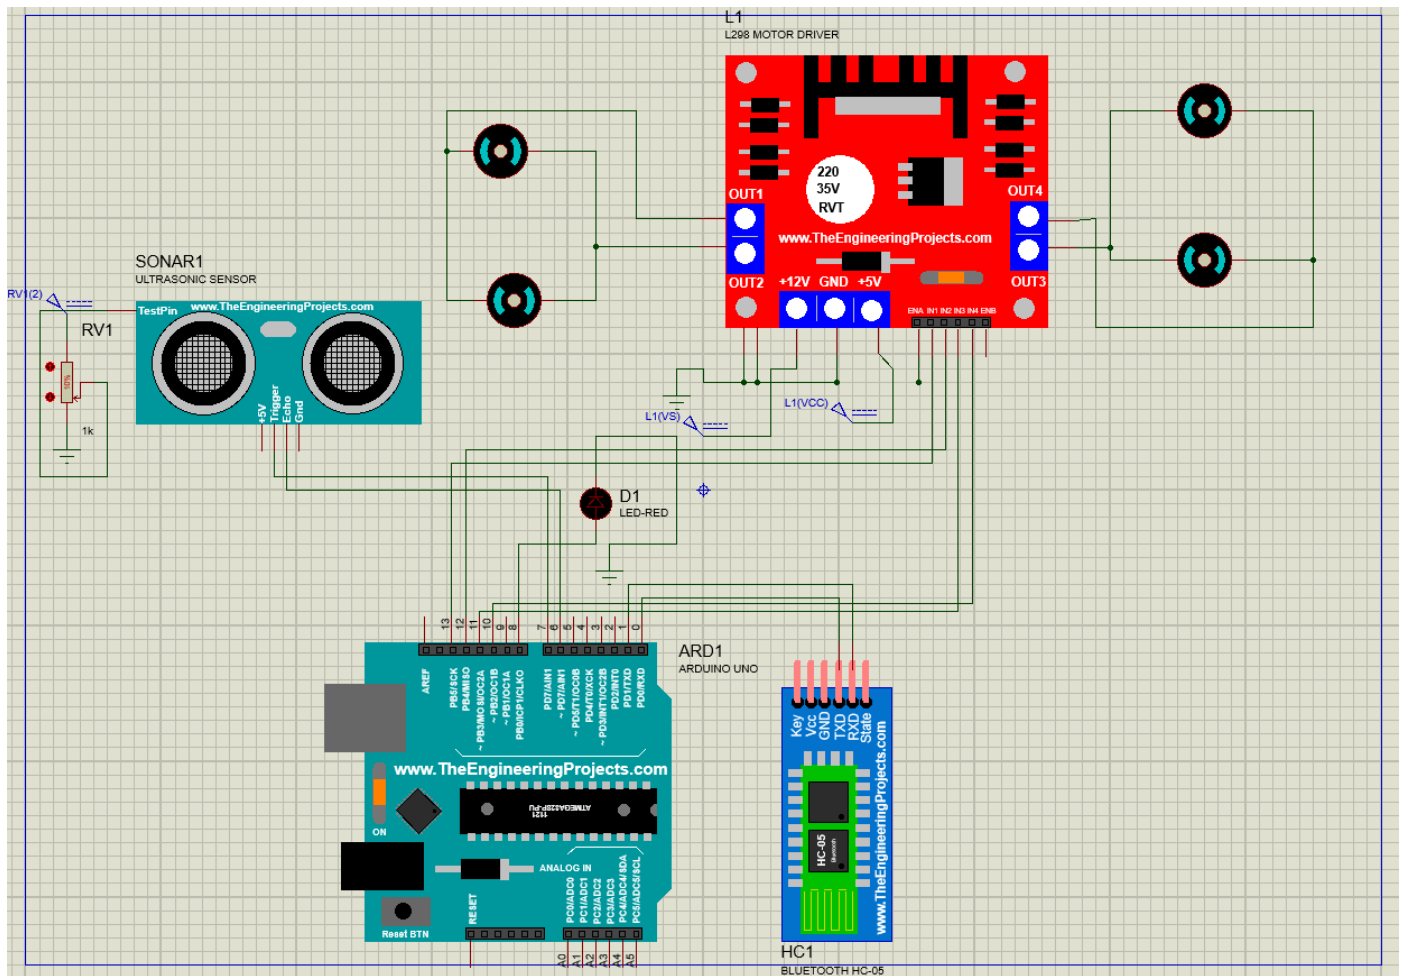 L1
L298 MOTOR DRIVER
220
35V
RVT
OUT1
OUT4
www.TheEngineeringProjects.com
OUT2
+12V
GND
+5V
OUT3
ENA IN1 IN2 IN3 IN4 ENB
SONAR1
ULTRASONIC SENSOR
RV1(2)
TestPin
www.TheEngineeringProjects.com
RV1
10%
1k
+5V
Trigger
Echo
Gnd
L1(VS)
L1(VCC)
D1
LED-RED
13
12
11
10
9
8
7
6
5
4
3
2
1
0
ARD1
ARDUINO UNO
AREF
PB5/SCK
PB4/MISO
~ PB3/MOSI/OC2A
~ PB2/OC1B
~ PB1/OC1A
PB0/ICP1/CLKO
PD7/AIN1
~ PD7/AIN1
~ PD5/T1/OC0B
PD4/T0/XCK
~ PD3/INT1/OC2B
PD2/INT0
PD1/TXD
PD0/RXD
www.TheEngineeringProjects.com
ON
ATMEGA328P-PU
1121
ANALOG IN
RESET
Reset BTN
PC0/ADC0
PC1/ADC1
PC2/ADC2
PC3/ADC3
PC4/ADC4/SDA
PC5/ADC5/SCL
A0
A1
A2
A3
A4
A5
Key
Vcc
GND
TXD
RXD
State
HC-05
Bluetooth
www.TheEngineeringProjects.com
HC1
BLUETOOTH HC-05